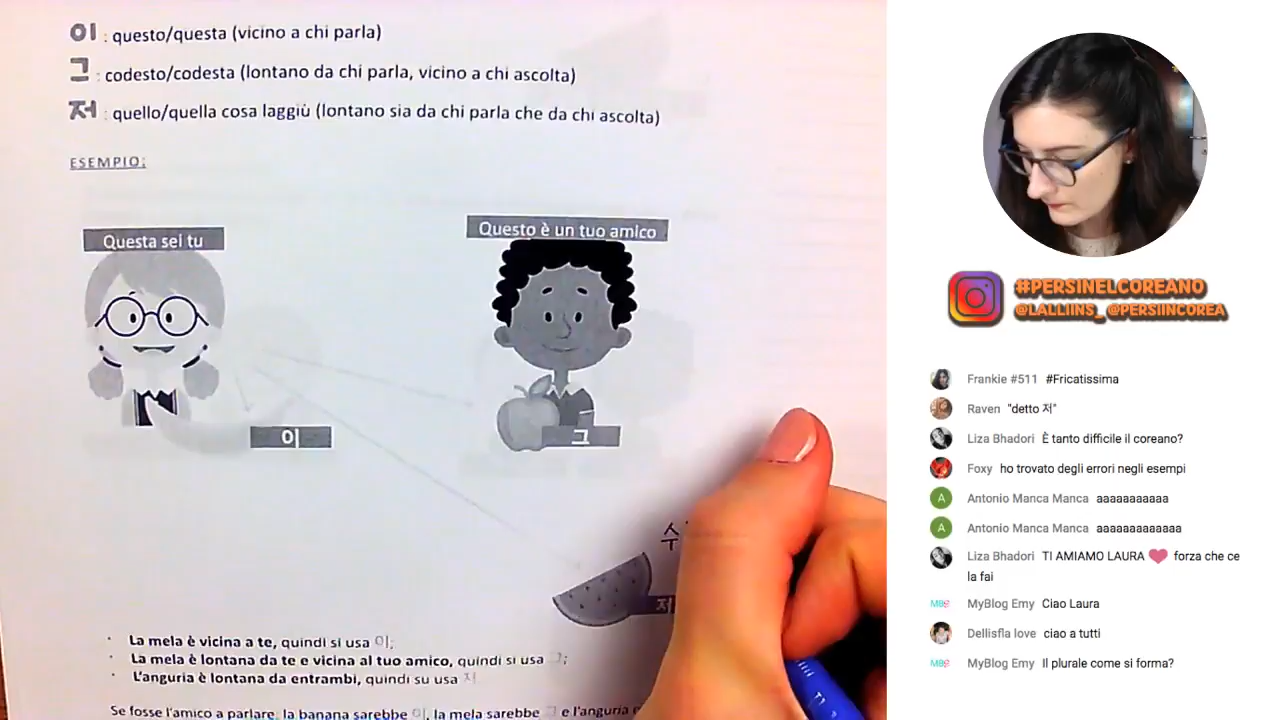 이 : questo/questa (vicino a chi parla)
그 : codesto/codesta (lontano da chi parla, vicino a chi ascolta)
저 : quello/quella cosa laggiù (lontano sia da chi parla che da chi ascolta)
ESEMPIO:
Questa sei tu
Questo è un tuo amico
이
그
수
저
· La mela è vicina a te, quindi si usa 이;
· La mela è lontana da te e vicina al tuo amico, quindi si usa 그;
· L'anguria è lontana da entrambi, quindi su usa 저
Se fosse l'amico a parlare, la banana sarebbe 이, la mela sarebbe 그 e l'anguria
#PERSINELCOREANO
@LALLIINS_ @PERSIINCOREA
Frankie #511 #Fricatissima
Raven "detto 저"
Liza Bhadori È tanto difficile il coreano?
Foxy ho trovato degli errori negli esempi
A Antonio Manca Manca aaaaaaaaaaa
A Antonio Manca Manca aaaaaaaaaaaaa
Liza Bhadori TI AMIAMO LAURA ❤ forza che ce
la fai
MyBlog Emy Ciao Laura
Dellisfla love ciao a tutti
MyBlog Emy Il plurale come si forma?